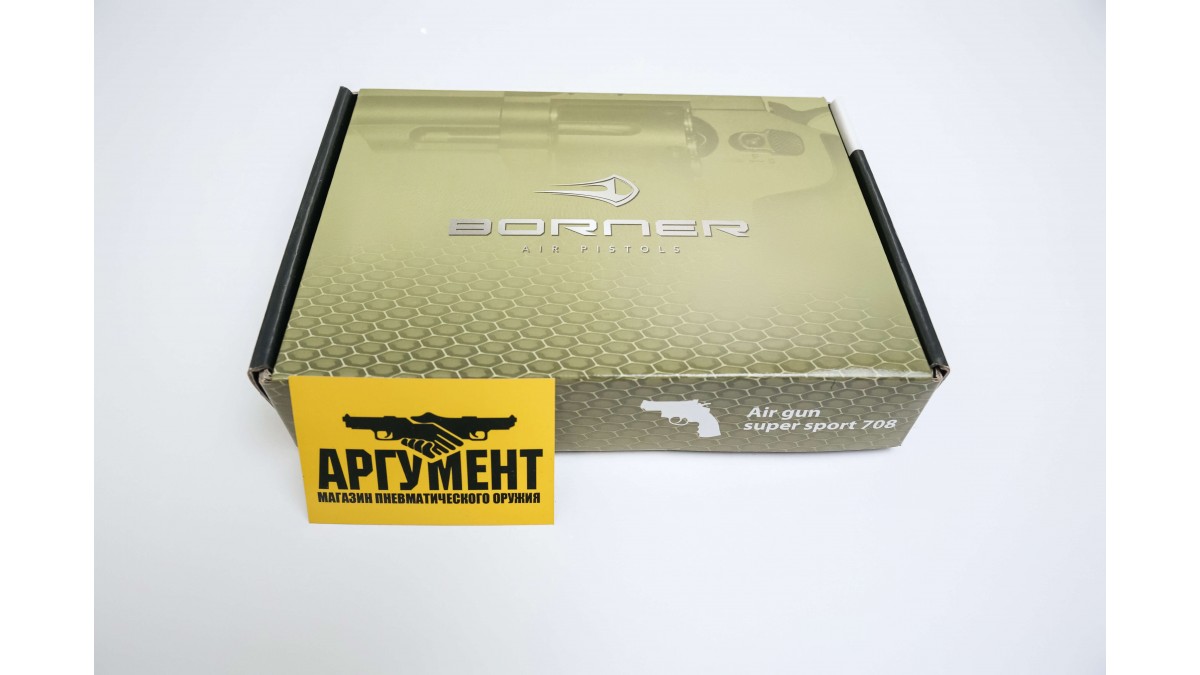 BORNER
AIR PISTOLS
Air gun
super sport 708
АРГУМЕНТ
МАГАЗИН ПНЕВМАТИЧЕСКОГО ОРУЖИЯ